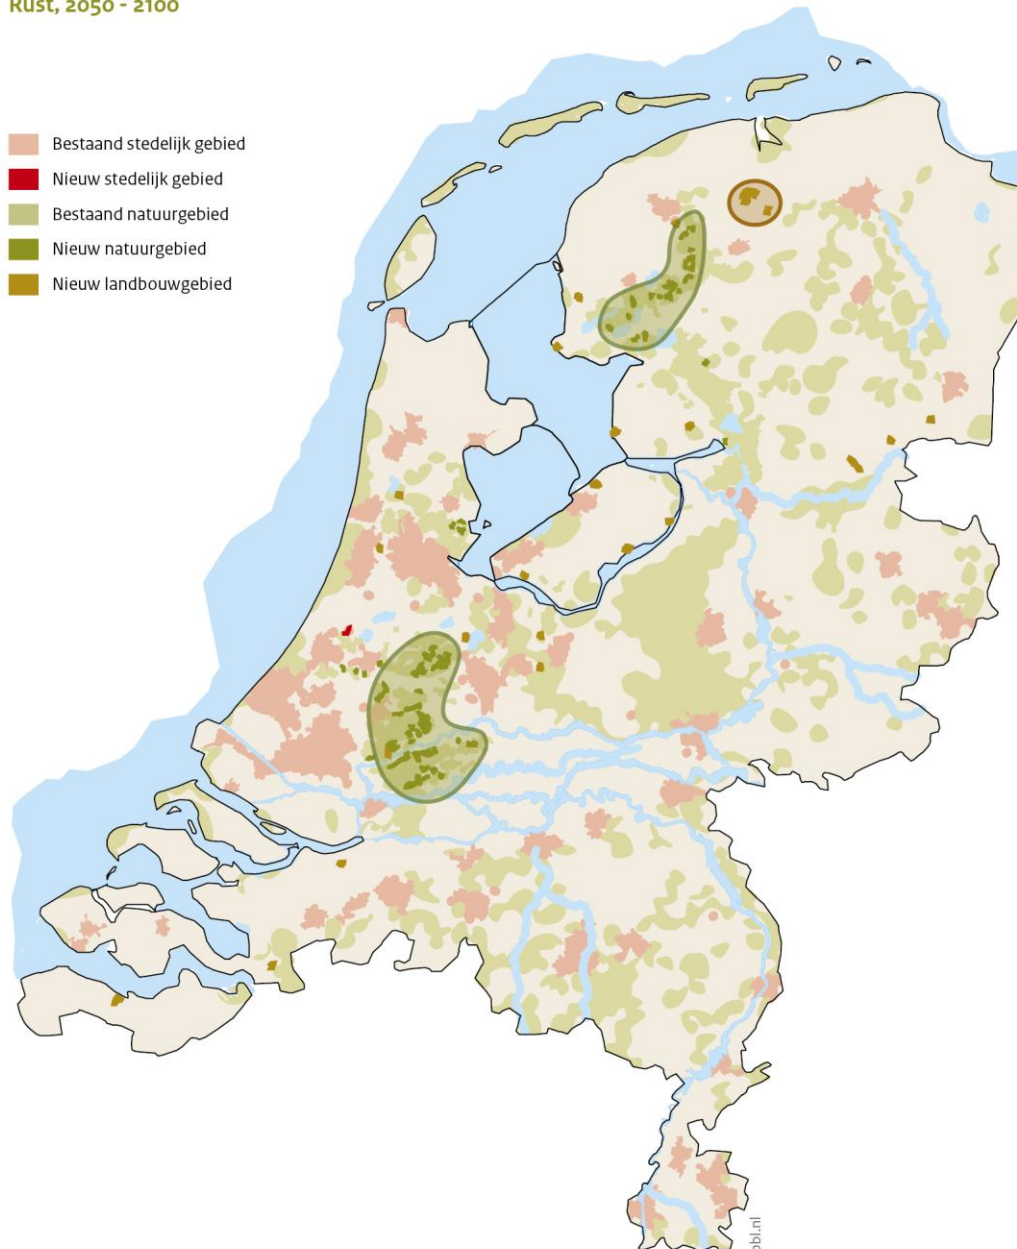 Rust, 2050 - 2100
Bestaand stedelijk gebied
Nieuw stedelijk gebied
Bestaand natuurgebied
Nieuw natuurgebied
Nieuw landbouwgebied
pbl.nl